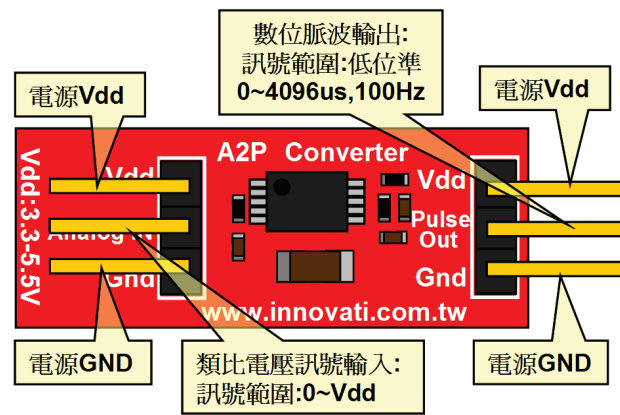 數位脈波輸出:
訊號範圍:低位準
0~4096us,100Hz
電源Vdd
電源Vdd
A2P Converter
Vdd:3.3-5.5V
Vdd
Analog IN
Gnd
Vdd
Pulse
Out
Gnd
www.innovati.com.tw
電源GND
類比電壓訊號輸入:
訊號範圍:0~Vdd
電源GND